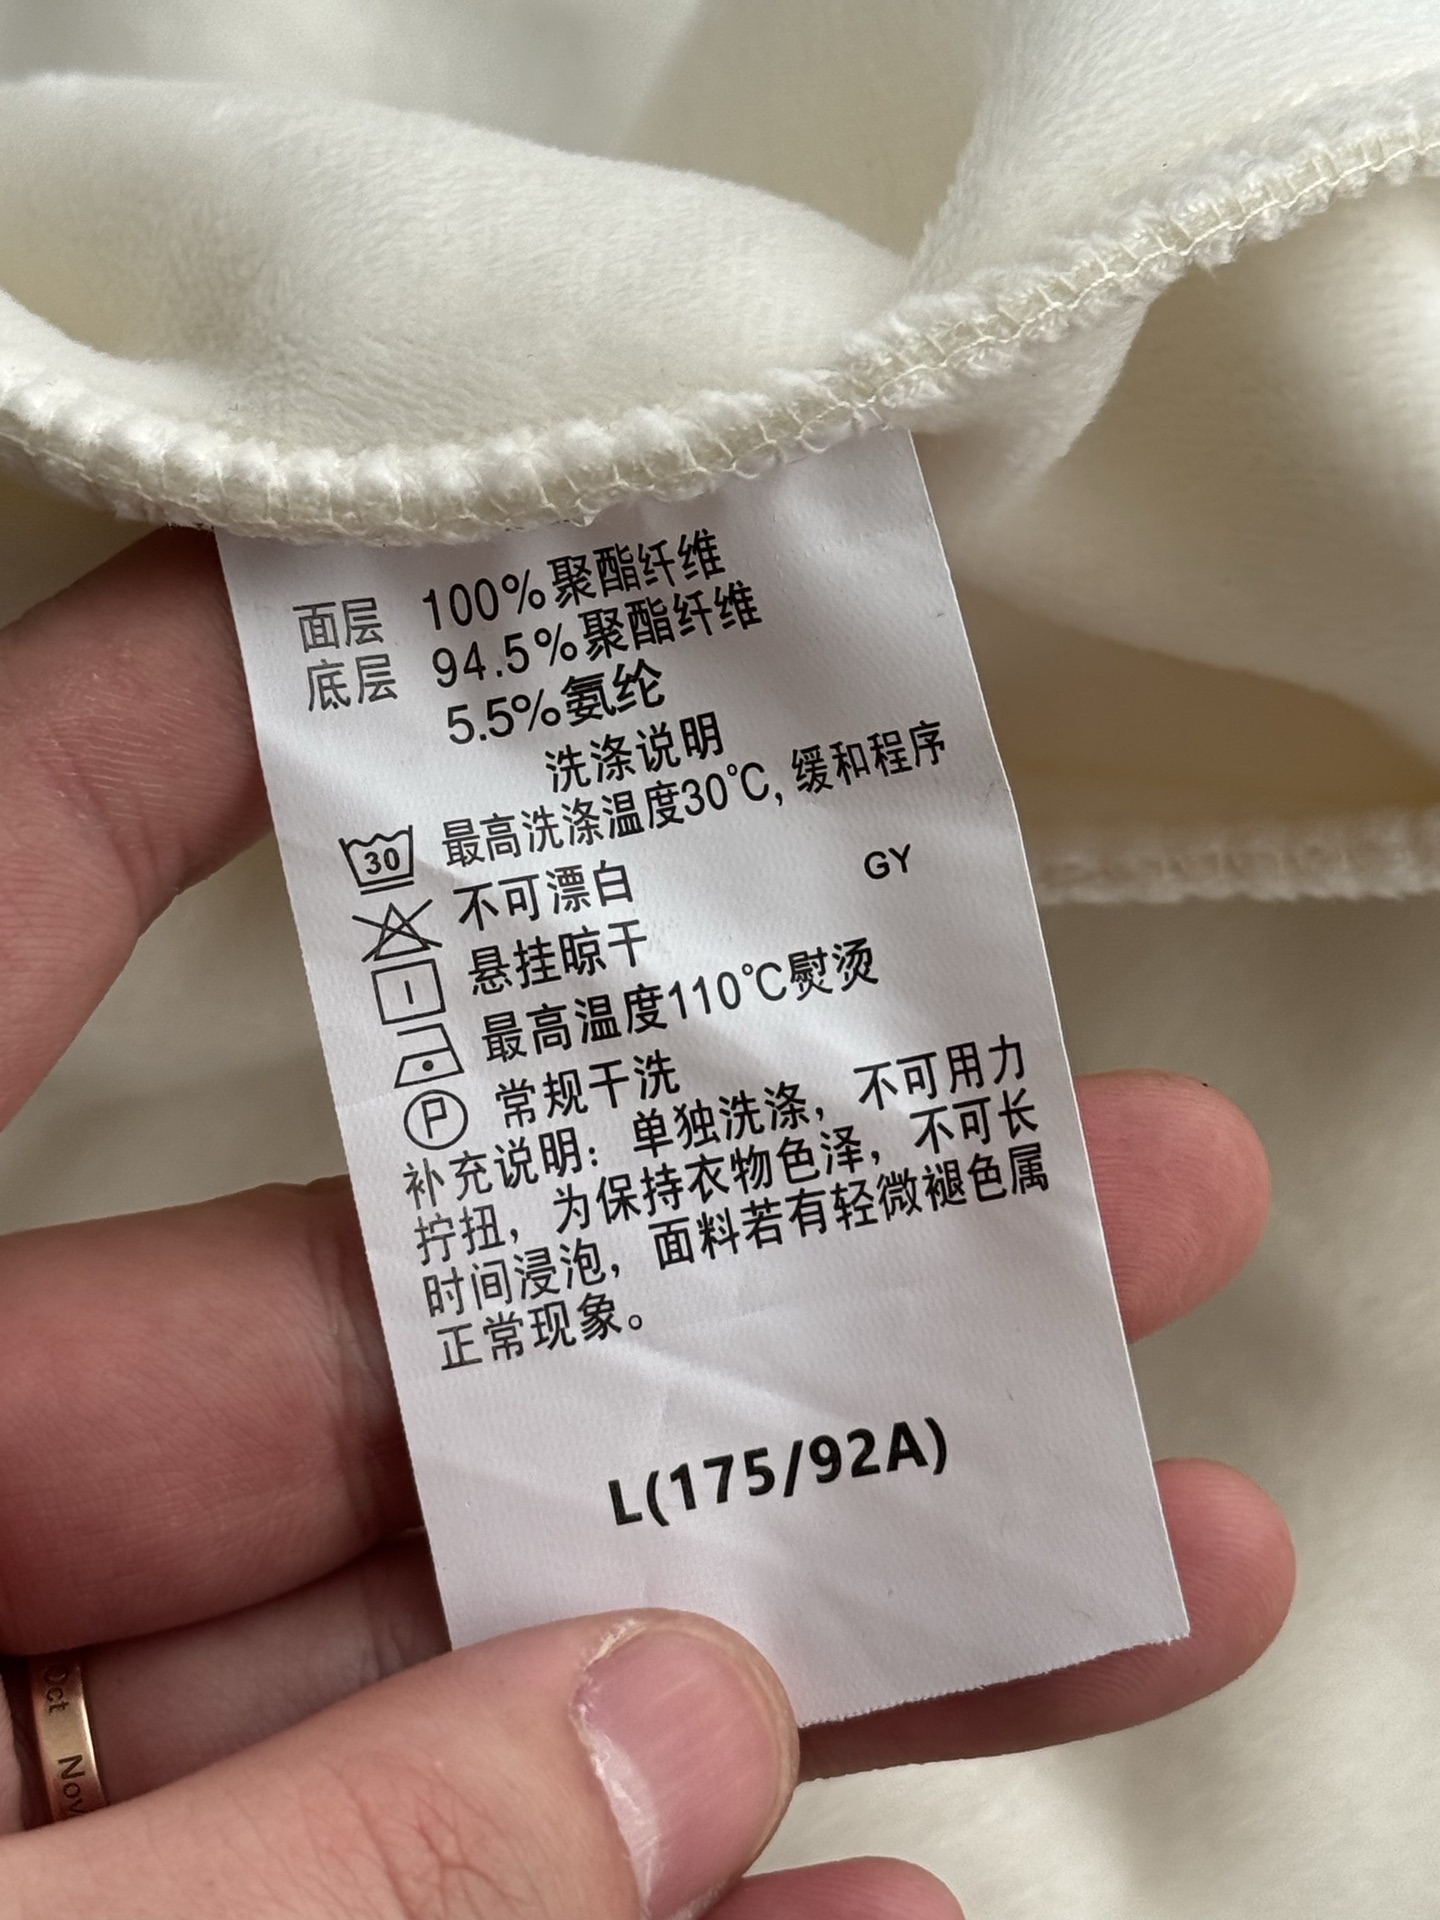 面层 100%聚酯纤维
底层 94.5%聚酯纤维
5.5%氨纶
洗涤说明
30 最高洗涤温度30℃, 缓和程序
不可漂白 GY
悬挂晾干
最高温度110℃熨烫
P 常规干洗
补充说明：单独洗涤，不可用力
拧扭，为保持衣物色泽，不可长
时间浸泡，面料若有轻微褪色属
正常现象。
L(175/92A)
Oct
Nov